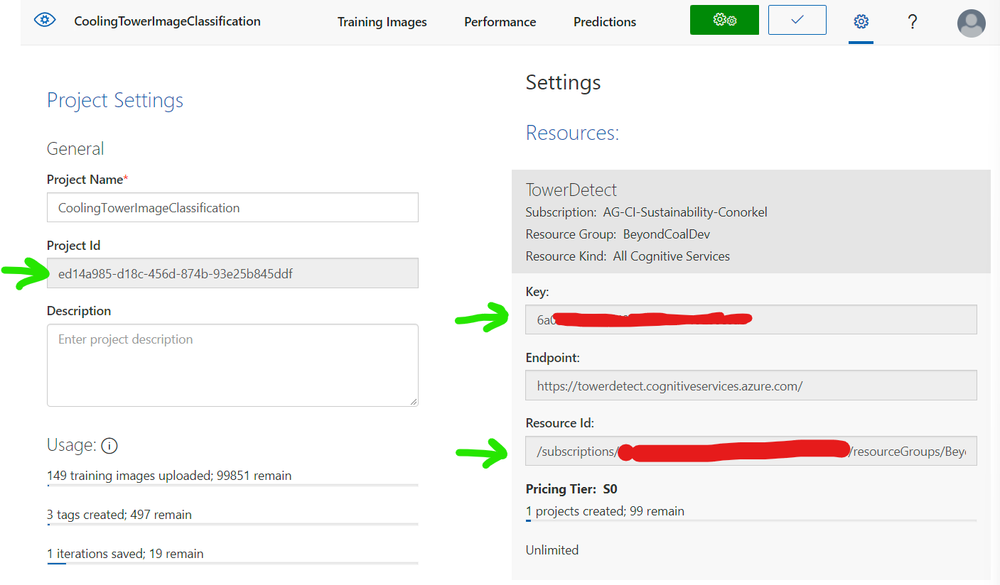 CoolingTowerImageClassification Training Images Performance Predictions ?
Project Settings
General
Project Name*
CoolingTowerImageClassification
Project Id
ed14a985-d18c-456d-874b-93e25b845ddf
Description
Enter project description
Usage: i
149 training images uploaded; 99851 remain
3 tags created; 497 remain
1 iterations saved; 19 remain
Settings
Resources:
TowerDetect
Subscription: AG-CI-Sustainability-Conorkel
Resource Group: BeyondCoalDev
Resource Kind: All Cognitive Services
Key:
Endpoint:
https://towerdetect.cognitiveservices.azure.com/
Resource Id:
/subscriptions/ /resourceGroups/Bey
Pricing Tier: S0
1 projects created; 99 remain
Unlimited